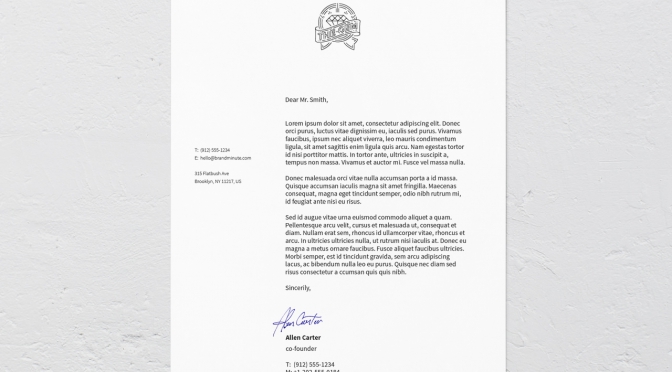 THE GEM
Dear Mr. Smith,
Lorem ipsum dolor sit amet, consectetur adipiscing elit. Donec
orci purus, luctus vitae dignissim eu, iaculis sed purus. Vivamus
faucibus, ipsum nec aliquet viverra, leo mauris condimentum
ligula, sit amet sagittis enim ligula quis arcu. Nam egestas tortor
id nisi porttitor mattis. In tortor ante, ultricies in suscipit a,
tempus non massa. Vivamus et auctor mi. Fusce vel massa nulla.
T: (912) 555-1234
E: hello@brandminute.com
315 Flatbush Ave
Brooklyn, NY 11217, US
Donec malesuada orci vitae nulla accumsan porta a id massa.
Quisque accumsan iaculis magna sit amet fringilla. Maecenas
consequat, magna eget tincidunt semper, odio nibh rutrum mi,
id feugiat ante nisi eu risus.
Sed id augue vitae urna euismod commodo aliquet a quam.
Pellentesque arcu velit, cursus et malesuada ut, consequat et
diam. Nullam erat sem, rhoncus id ullamcorper vitae, rhoncus et
arcu. In ultricies ultricies nulla, ut rutrum nisi iaculis at. Donec eu
magna a metus ornare faucibus. Fusce aliquet faucibus ultricies.
Morbi semper, est id tincidunt gravida, sem arcu adipiscing
lacus, ac bibendum nulla leo eu purus. Quisque nec diam sed
risus consectetur a ccumsan quis quis nibh.
Sincerily,
Allen Carter
Allen Carter
co-founder
T: (912) 555-1234